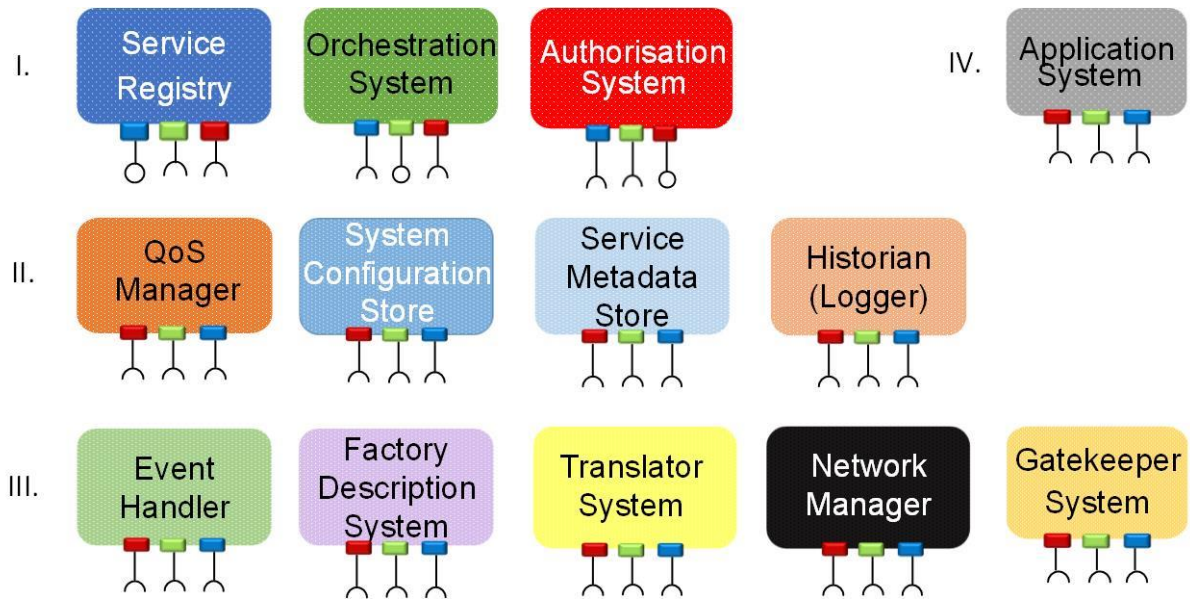 I.
Service
Registry
Orchestration
System
Authorisation
System
IV.
Application
System
II.
QoS
Manager
System
Configuration
Store
Service
Metadata
Store
Historian
(Logger)
III.
Event
Handler
Factory
Description
System
Translator
System
Network
Manager
Gatekeeper
System